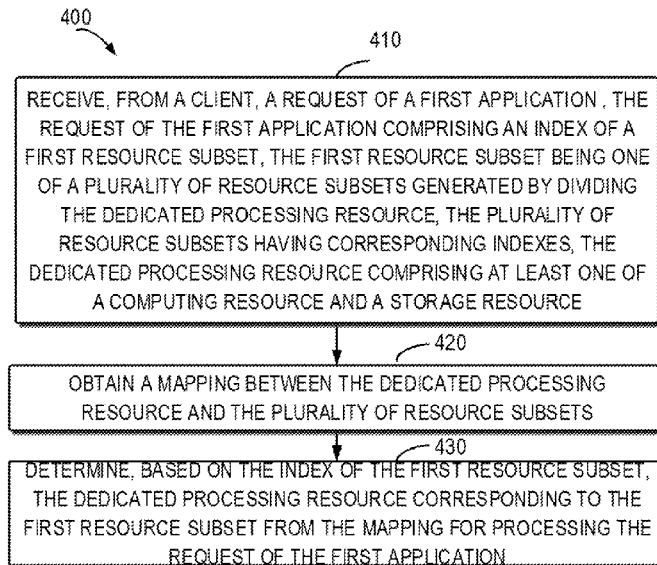 400
410
RECEIVE, FROM A CLIENT, A REQUEST OF A FIRST APPLICATION , THE
REQUEST OF THE FIRST APPLICATION COMPRISING AN INDEX OF A
FIRST RESOURCE SUBSET, THE FIRST RESOURCE SUBSET BEING ONE
OF A PLURALITY OF RESOURCE SUBSETS GENERATED BY DIVIDING
THE DEDICATED PROCESSING RESOURCE, THE PLURALITY OF
RESOURCE SUBSETS HAVING CORRESPONDING INDEXES, THE
DEDICATED PROCESSING RESOURCE COMPRISING AT LEAST ONE OF
A COMPUTING RESOURCE AND A STORAGE RESOURCE
420
OBTAIN A MAPPING BETWEEN THE DEDICATED PROCESSING
RESOURCE AND THE PLURALITY OF RESOURCE SUBSETS
430
DETERMINE, BASED ON THE INDEX OF THE FIRST RESOURCE SUBSET,
THE DEDICATED PROCESSING RESOURCE CORRESPONDING TO THE
FIRST RESOURCE SUBSET FROM THE MAPPING FOR PROCESSING THE
REQUEST OF THE FIRST APPLICATION